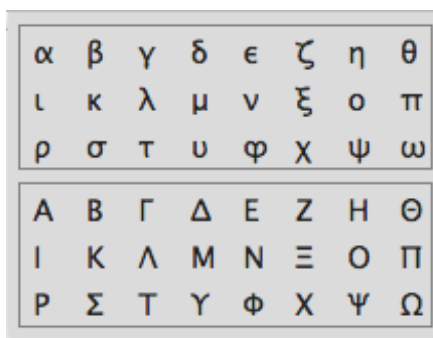 α β γ δ ϵ ζ η θ
ι κ λ μ ν ξ ο π
ρ σ τ υ φ χ ψ ω
Α Β Γ Δ Ε Ζ Η Θ
Ι Κ Λ Μ Ν Ξ Ο Π
Ρ Σ Τ Υ Φ Χ Ψ Ω